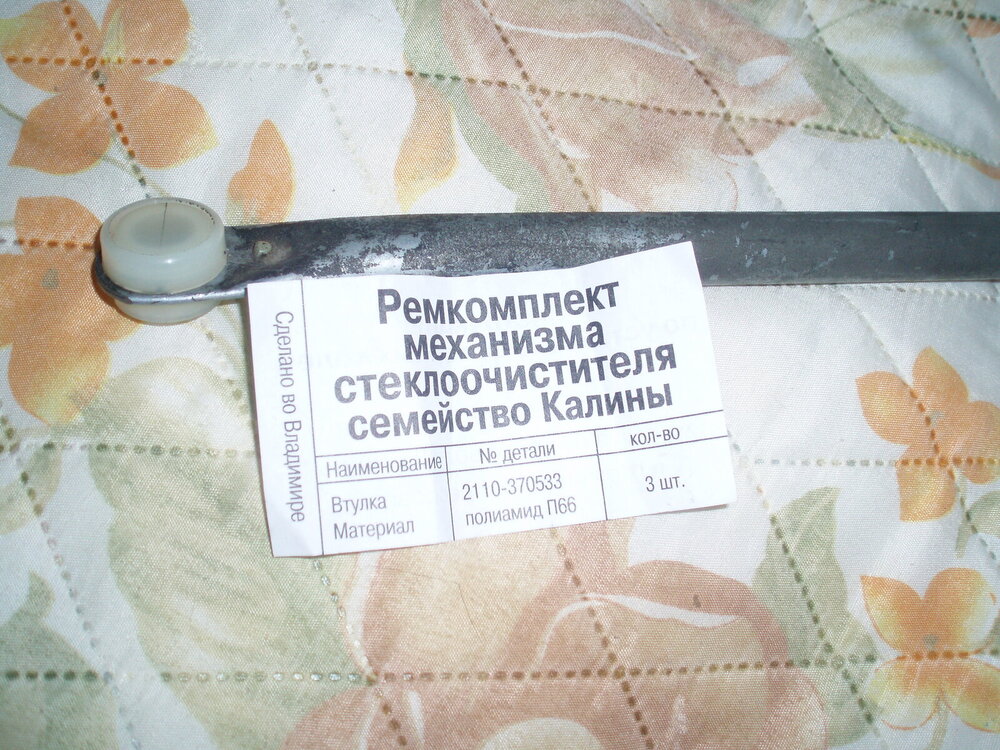 Сделано во Владимире
Ремкомплект
механизма
стеклоочистителя
семейство Калины
Наименование № детали кол-во
Втулка 2110-370533 3 шт.
Материал полиамид П66